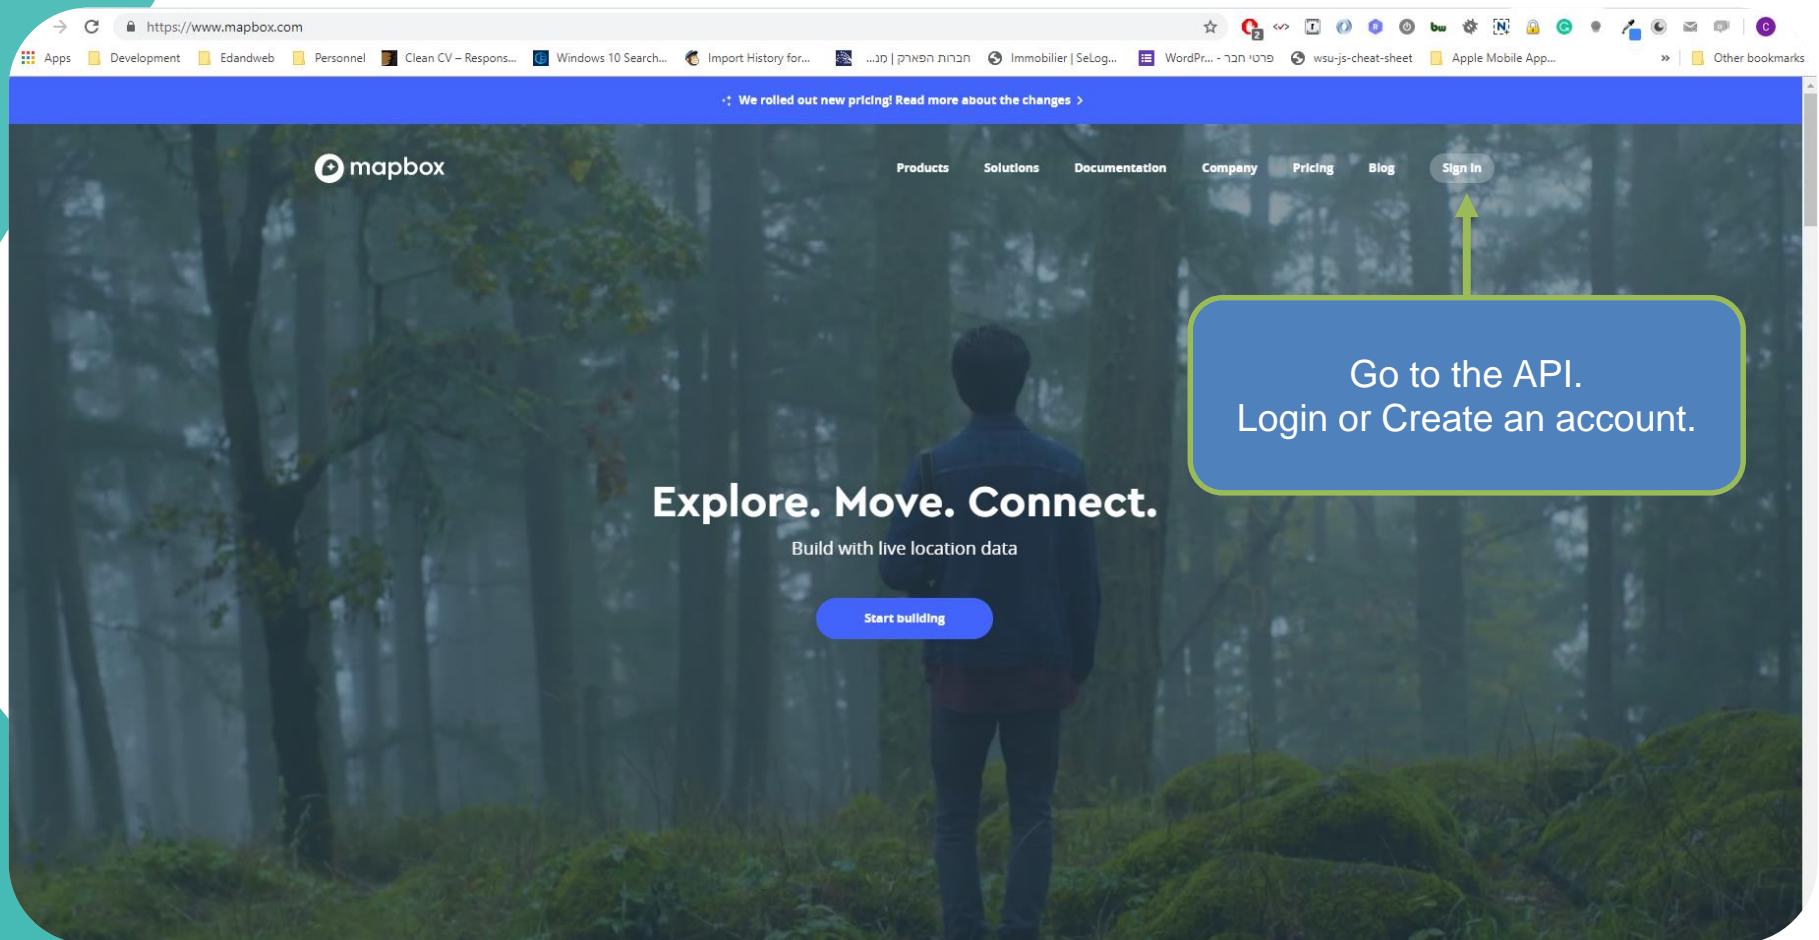 https://www.mapbox.com
2
bw
N
C
Apps Development Edandweb Personnel Clean CV – Respons... Windows 10 Search... Import History for... חברות הפארק | מנ... Immobilier | SeLog... פרטי חבר - WordPr... wsu-js-cheat-sheet Apple Mobile App... » Other bookmarks
We rolled out new pricing! Read more about the changes >
mapbox Products Solutions Documentation Company Pricing Blog Sign in
Go to the API.
Login or Create an account.
Explore. Move. Connect.
Build with live location data
Start building